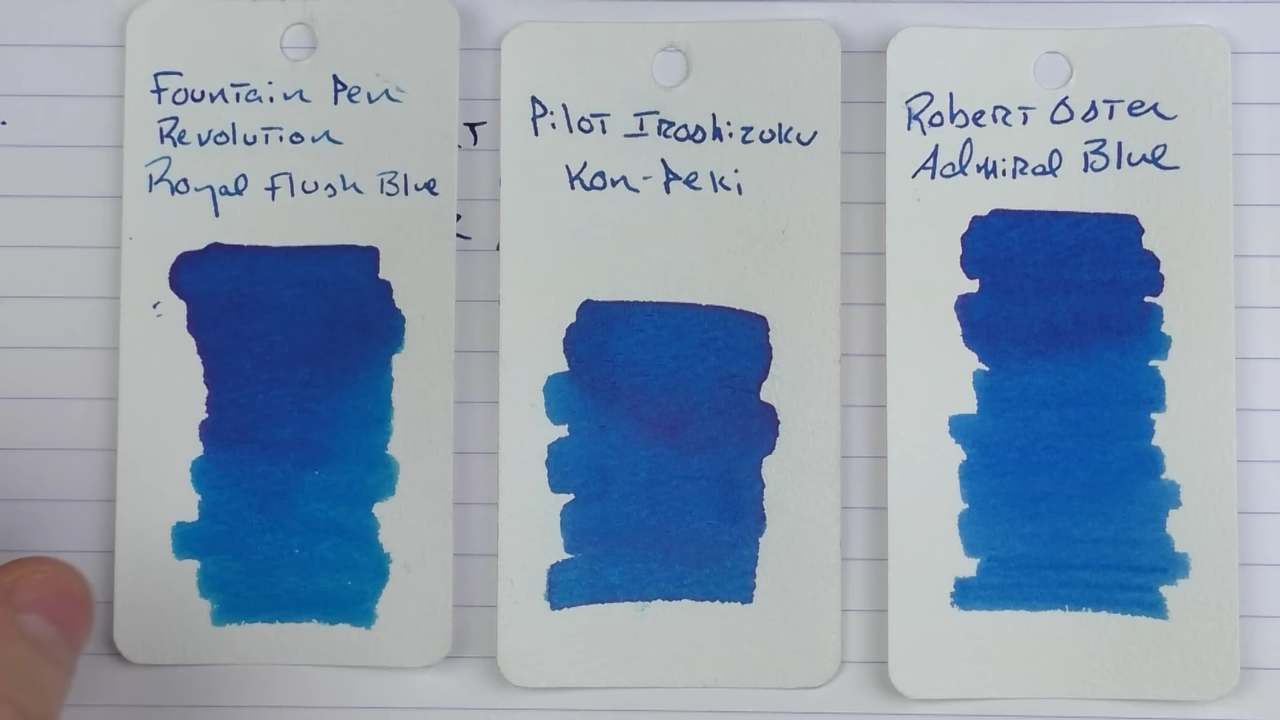 Fountain Pen
Revolution
Royal Flush Blue
Pilot Iroshizuku
Kon-Peki
Robert Oster
Admiral Blue